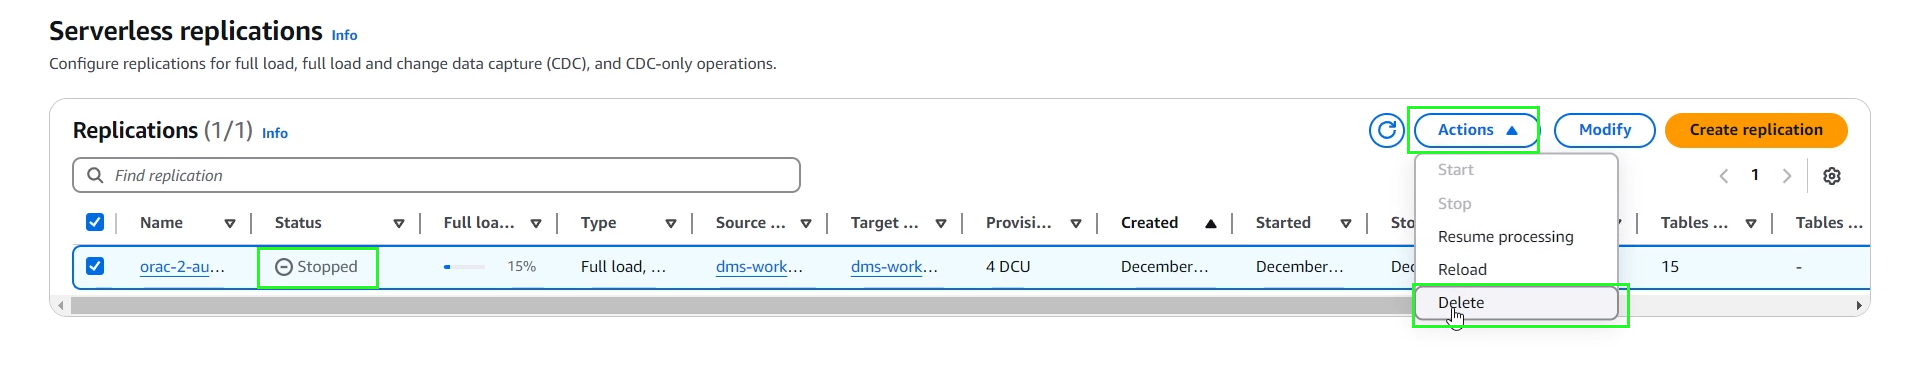 Serverless replications Info
Configure replications for full load, full load and change data capture (CDC), and CDC-only operations.
Replications (1/1) Info
Actions Modify Create replication
Find replication
1
Start
Stop
Resume processing
Reload
Delete
Name Status Full loa... Type Source ... Target ... Provisi... Created Started Sto Tables ... Tables ...
orac-2-au... Stopped 15% Full load, ... dms-work... dms-work... 4 DCU December... December... Dec 15 -